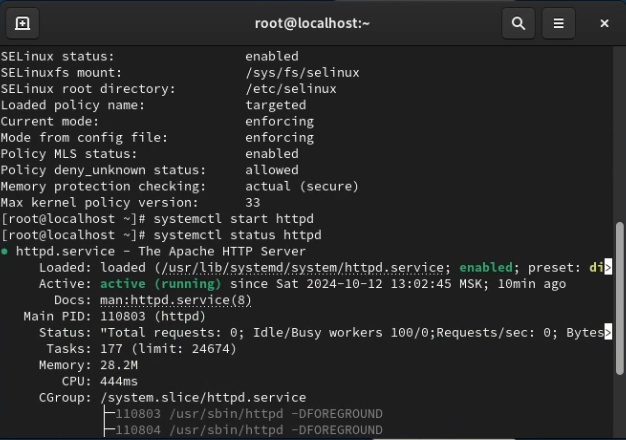 root@localhost:~
SELinux status: enabled
SELinuxfs mount: /sys/fs/selinux
SELinux root directory: /etc/selinux
Loaded policy name: targeted
Current mode: enforcing
Mode from config file: enforcing
Policy MLS status: enabled
Policy deny_unknown status: allowed
Memory protection checking: actual (secure)
Max kernel policy version: 33
[root@localhost ~]# systemctl start httpd
[root@localhost ~]# systemctl status httpd
● httpd.service - The Apache HTTP Server
Loaded: loaded (/usr/lib/systemd/system/httpd.service; enabled; preset: di>
Active: active (running) since Sat 2024-10-12 13:02:45 MSK; 10min ago
Docs: man:httpd.service(8)
Main PID: 110803 (httpd)
Status: "Total requests: 0; Idle/Busy workers 100/0;Requests/sec: 0; Bytes>
Tasks: 177 (limit: 24674)
Memory: 28.2M
CPU: 444ms
CGroup: /system.slice/httpd.service
├─110803 /usr/sbin/httpd -DFOREGROUND
├─110804 /usr/sbin/httpd -DFOREGROUND